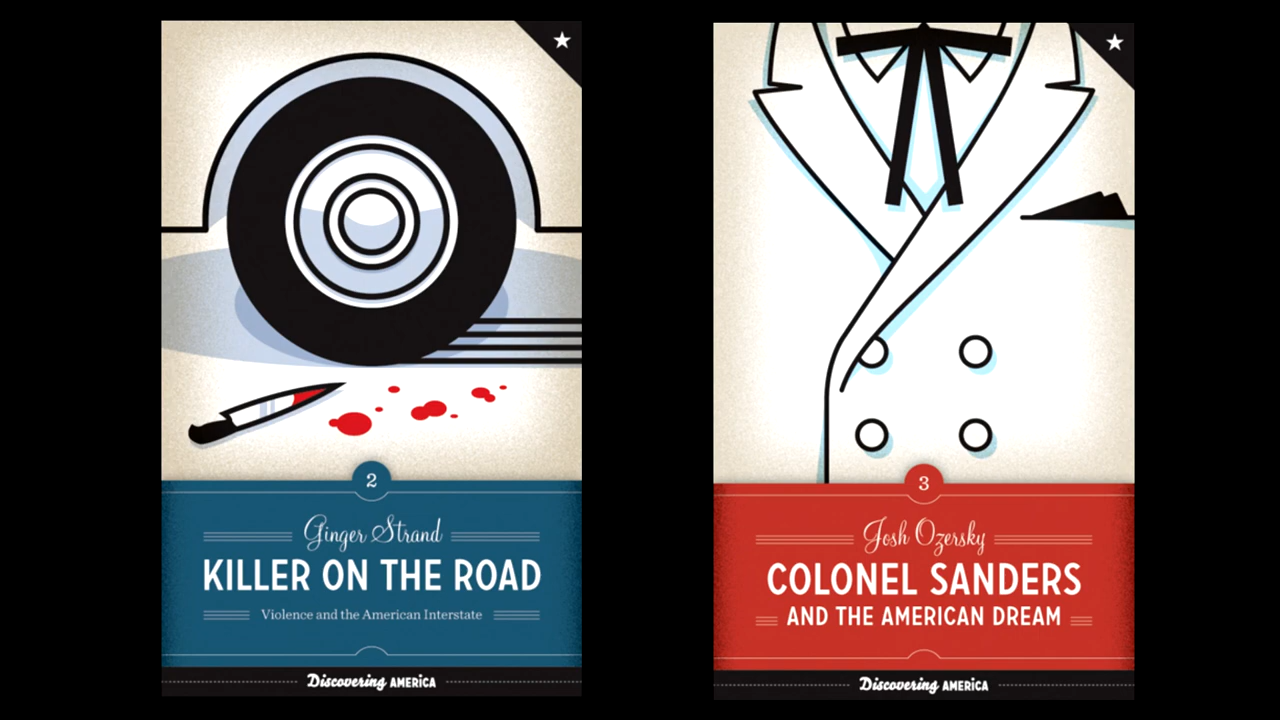 2
Ginger Strand
KILLER ON THE ROAD
Violence and the American Interstate
Discovering AMERICA
3
Josh Ozersky
COLONEL SANDERS
AND THE AMERICAN DREAM
Discovering AMERICA